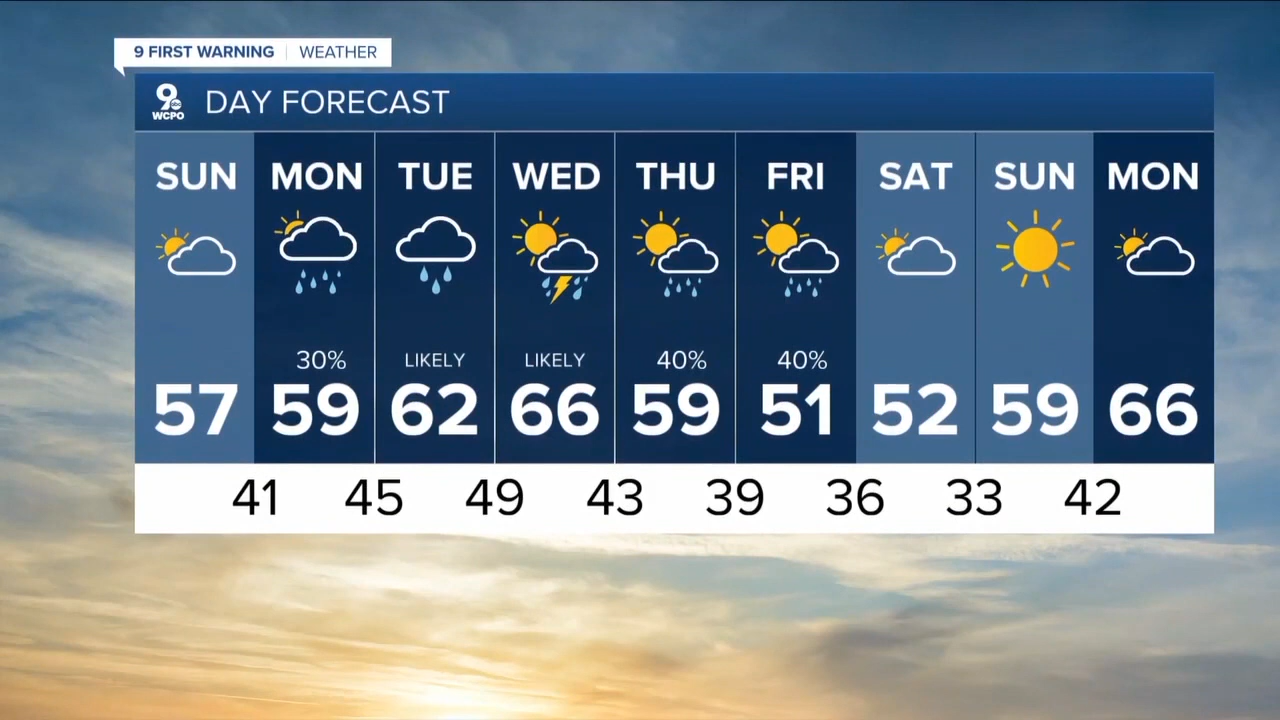 9 FIRST WARNING | WEATHER
9 abc
WCPO
DAY FORECAST
SUN MON TUE WED THU FRI SAT SUN MON
30% LIKELY LIKELY 40% 40%
57 59 62 66 59 51 52 59 66
41 45 49 43 39 36 33 42